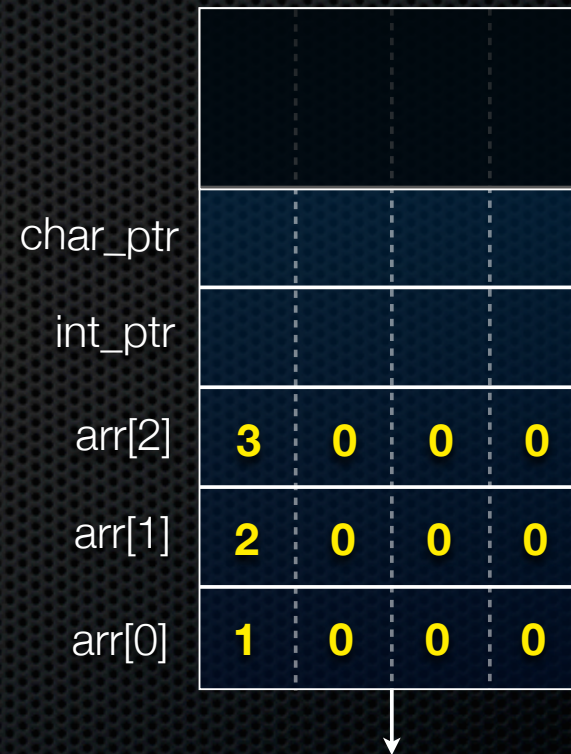 char_ptr
int_ptr
arr[2] 3 0 0 0
arr[1] 2 0 0 0
arr[0] 1 0 0 0